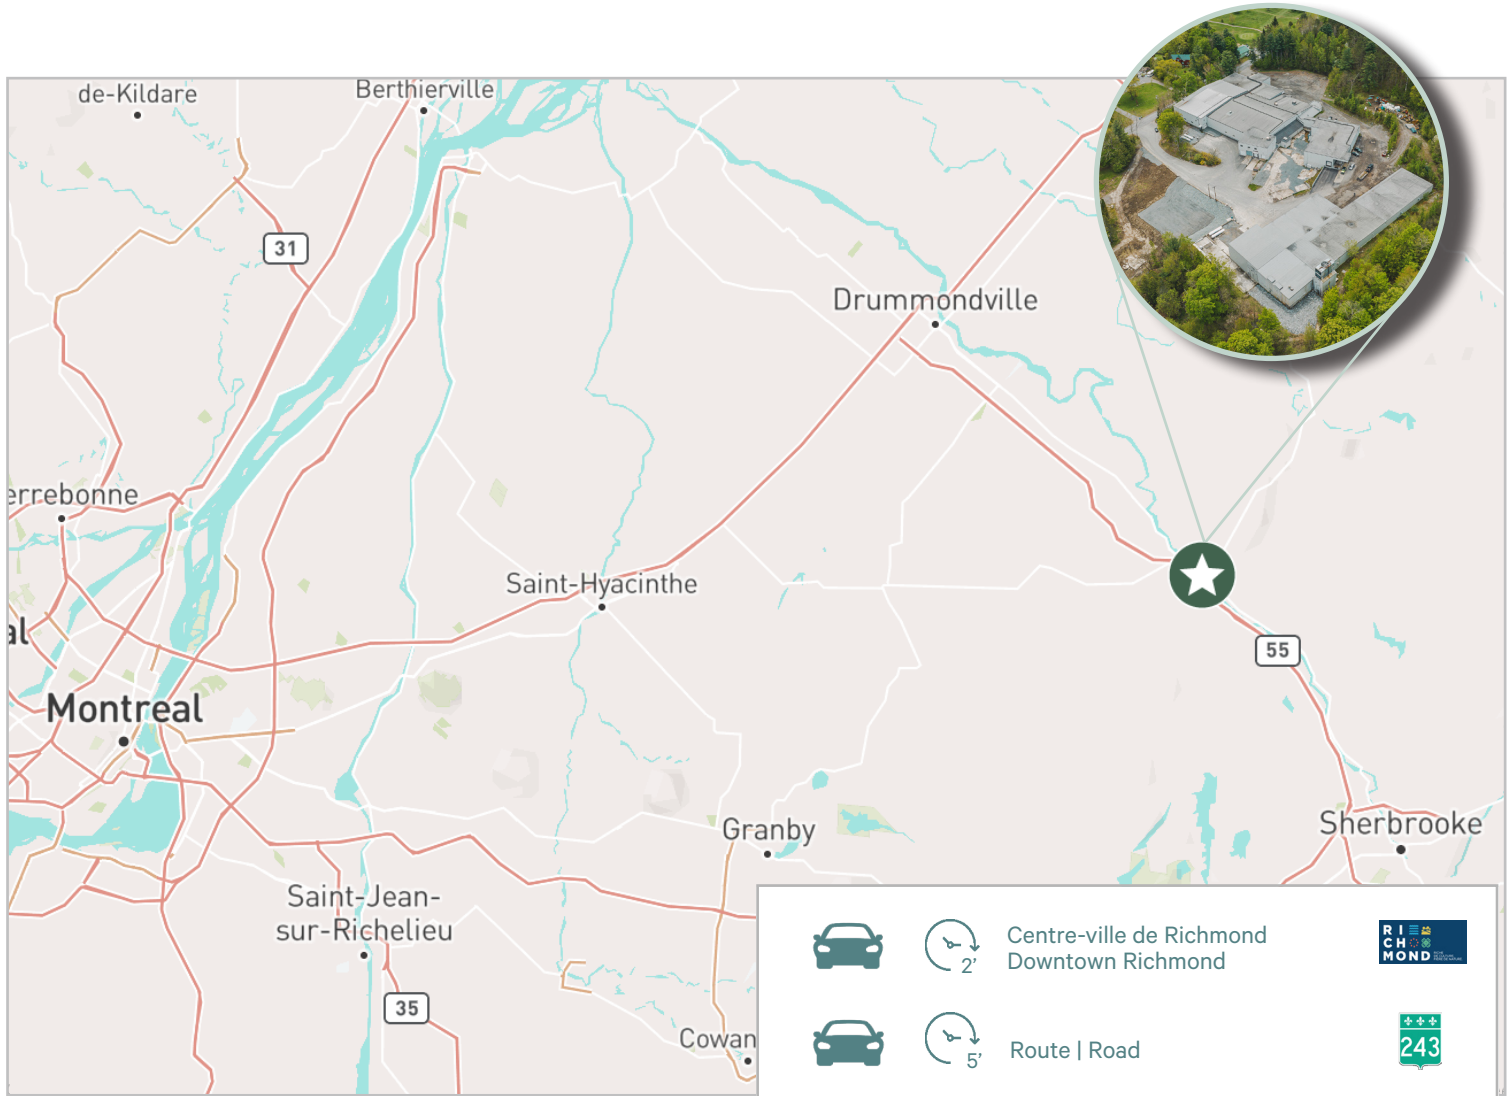 de-Kildare
Berthierville
31
Drummondville
errebonne
Saint-Hyacinthe
al
55
Montreal
Granby
Sherbrooke
Saint-Jean-
sur-Richelieu
35
Cowan
2’
Centre-ville de Richmond
Downtown Richmond
RI
CH
MOND
5’
Route | Road
243